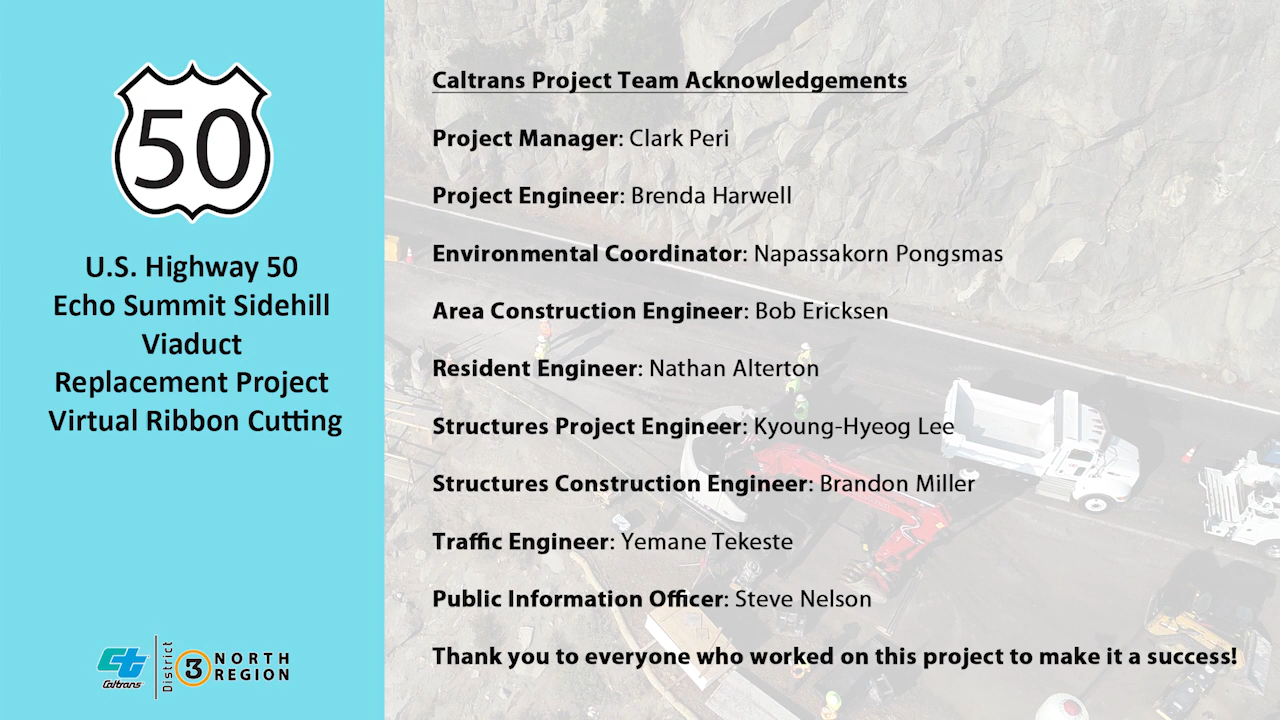 50
U.S. Highway 50
Echo Summit Sidehill
Viaduct
Replacement Project
Virtual Ribbon Cutting
Caltrans Project Team Acknowledgements
Project Manager: Clark Peri
Project Engineer: Brenda Harwell
Environmental Coordinator: Napassakorn Pongsmas
Area Construction Engineer: Bob Ericksen
Resident Engineer: Nathan Alterton
Structures Project Engineer: Kyoung-Hyeog Lee
Structures Construction Engineer: Brandon Miller
Traffic Engineer: Yemane Tekeste
Public Information Officer: Steve Nelson
Thank you to everyone who worked on this project to make it a success!
ct
Caltrans
District
3
NORTH
REGION